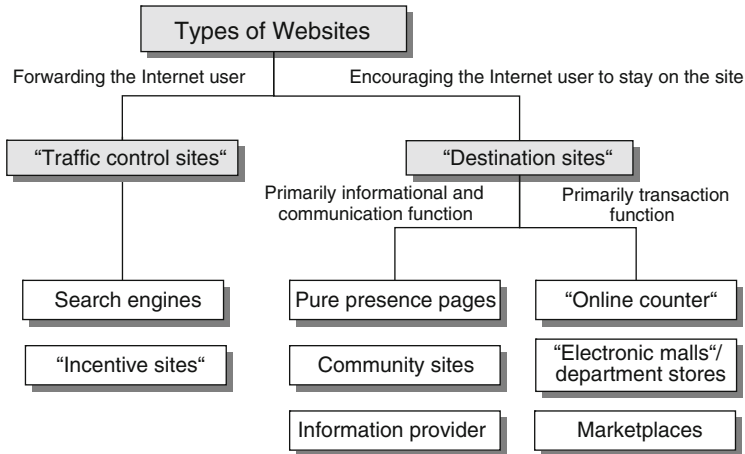 Types of Websites
Forwarding the Internet user
Encouraging the Internet user to stay on the site
“Traffic control sites“
“Destination sites“
Primarily informational and
communication function
Primarily transaction
function
Search engines
Pure presence pages
“Online counter“
“Incentive sites“
Community sites
“Electronic malls“/
department stores
Information provider
Marketplaces